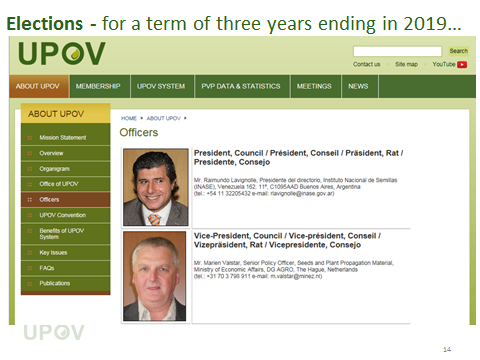 Elections - for a term of three years ending in 2019...
UPOV
Search
Contact us Site map YouTube
ABOUT UPOV MEMBERSHIP UPOV SYSTEM PVP DATA & STATISTICS MEETINGS NEWS
ABOUT UPOV
Mission Statement
Overview
Organigram
Office of UPOV
Officers
UPOV Convention
Benefits of UPOV
System
Key Issues
FAQs
Publications
HOME ABOUT UPOV
Officers
President, Council / Président, Conseil / Präsident, Rat /
Presidente, Consejo
Mr. Raimundo Lavignolle, Presidente del directorio, Instituto Nacional de Semillas
(INASE), Venezuela 162. 11°, C1095AAD Buenos Aires, Argentina
(tel.: +54 11 32205432 e-mail: rlavignolle@inase.gov.ar)
Vice-President, Council / Vice-président, Conseil /
Vizepräsident, Rat / Vicepresidente, Consejo
Mr. Marien Valstar, Senior Policy Officer, Seeds and Plant Propagation Material,
Ministry of Economic Affairs, DG AGRO, The Hague, Netherlands
(tel.: +31 70 3 798 911 e-mail: m.valstar@minez.nl)
UPOV
14